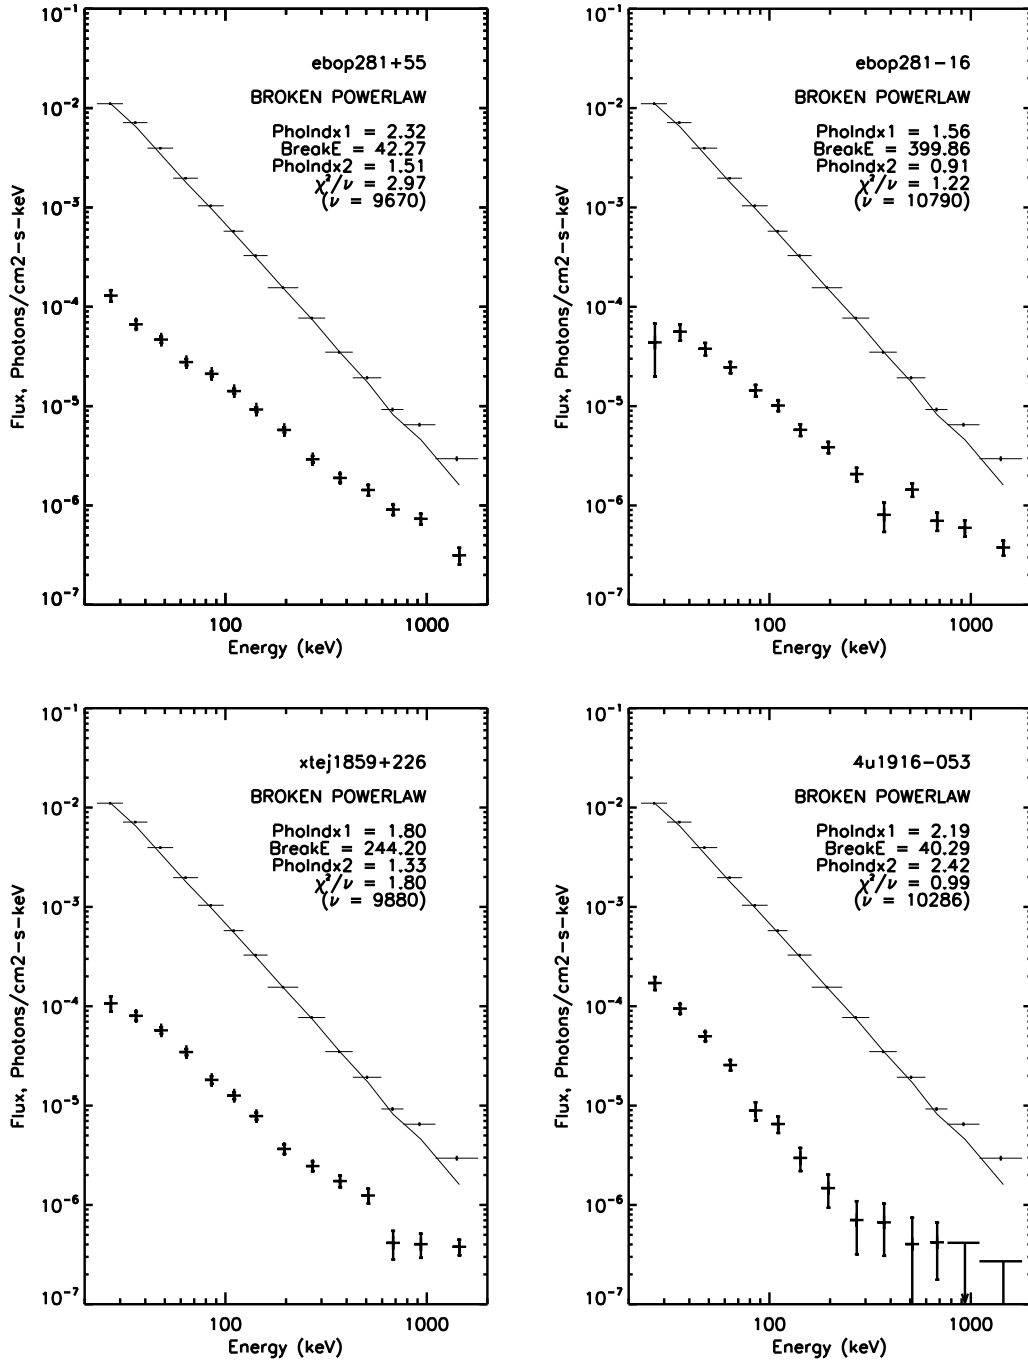 ebop281+55
BROKEN POWERLAW
PhoIndx1 = 2.32
BreakE = 42.27
PhoIndx2 = 1.51
χ²/ν = 2.97
(ν = 9670)
10⁻¹
10⁻²
10⁻³
10⁻⁴
10⁻⁵
10⁻⁶
10⁻⁷
Flux, Photons/cm2-s-keV
100 1000
Energy (keV)
ebop281-16
BROKEN POWERLAW
PhoIndx1 = 1.56
BreakE = 399.86
PhoIndx2 = 0.91
χ²/ν = 1.22
(ν = 10790)
10⁻¹
10⁻²
10⁻³
10⁻⁴
10⁻⁵
10⁻⁶
10⁻⁷
Flux, Photons/cm2-s-keV
100 1000
Energy (keV)
xtej1859+226
BROKEN POWERLAW
PhoIndx1 = 1.80
BreakE = 244.20
PhoIndx2 = 1.33
χ²/ν = 1.80
(ν = 9880)
10⁻¹
10⁻²
10⁻³
10⁻⁴
10⁻⁵
10⁻⁶
10⁻⁷
Flux, Photons/cm2-s-keV
100 1000
Energy (keV)
4u1916-053
BROKEN POWERLAW
PhoIndx1 = 2.19
BreakE = 40.29
PhoIndx2 = 2.42
χ²/ν = 0.99
(ν = 10286)
10⁻¹
10⁻²
10⁻³
10⁻⁴
10⁻⁵
10⁻⁶
10⁻⁷
Flux, Photons/cm2-s-keV
100 1000
Energy (keV)